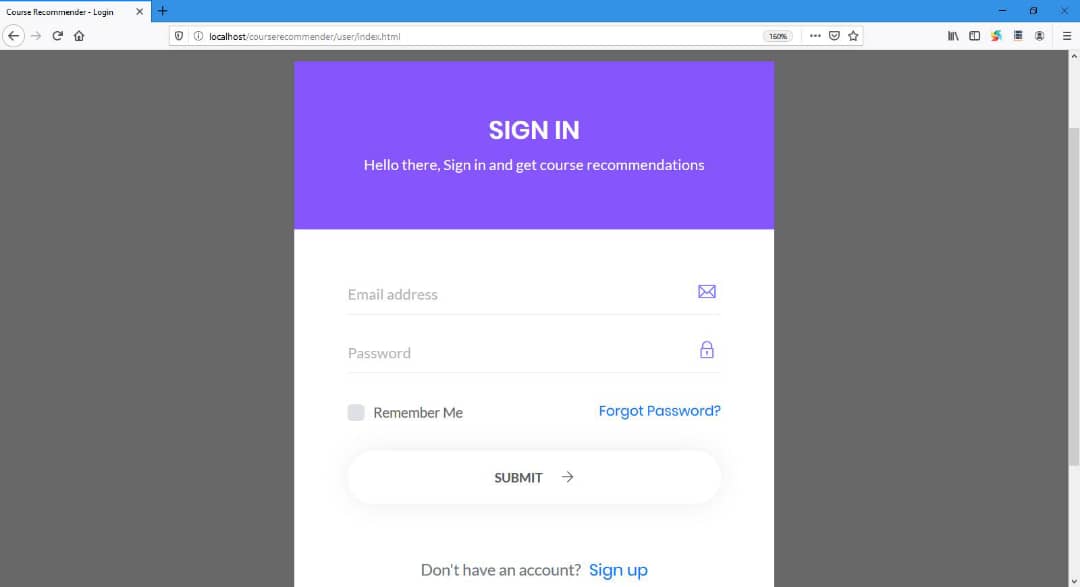 Course Recommender - Login
localhost/courserecommender/user/index.html
160%
SIGN IN
Hello there, Sign in and get course recommendations
Email address
Password
Remember Me
Forgot Password?
SUBMIT
Don't have an account? Sign up